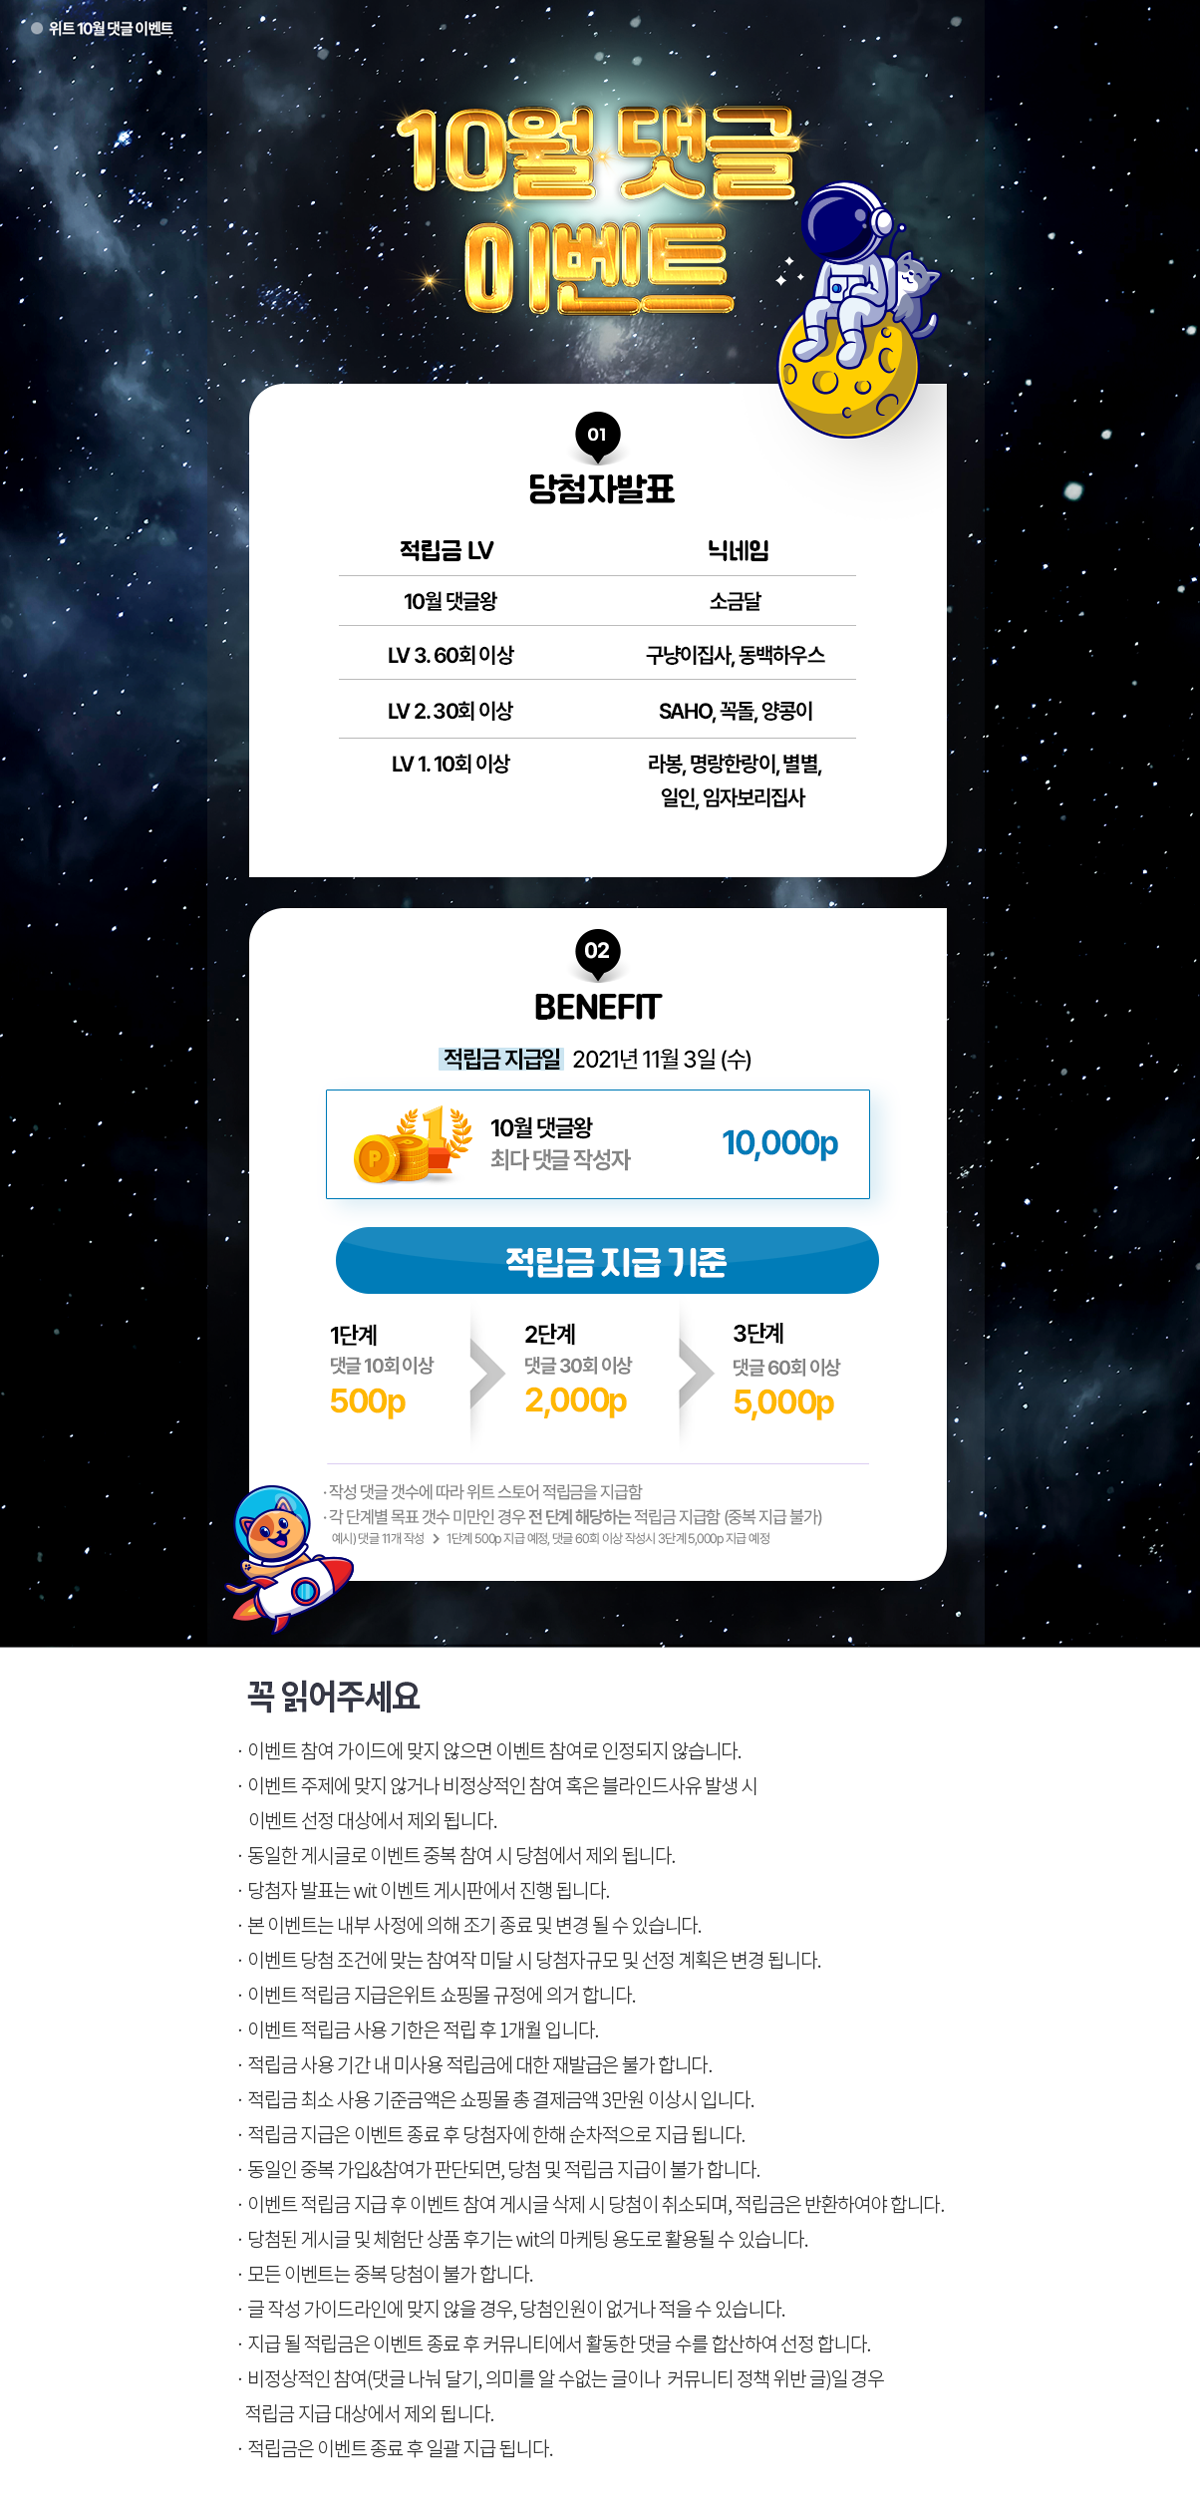 위트 10월 댓글 이벤트
10월 댓글
이벤트
01
당첨자발표
적립금 LV 닉네임
10월 댓글왕 소금달
LV 3. 60회 이상 구냥이집사, 동백하우스
LV 2. 30회 이상 SAHO, 꼭돌, 양콩이
LV 1. 10회 이상 라봉, 명랑한랑이, 별별,
일인, 임자보리집사
02
BENEFIT
적립금 지급일 2021년 11월 3일 (수)
P
1
10월 댓글왕
최다 댓글 작성자
10,000p
적립금 지급 기준
1단계
댓글 10회 이상
500p
2단계
댓글 30회 이상
2,000p
3단계
댓글 60회 이상
5,000p
· 작성 댓글 갯수에 따라 위트 스토어 적립금을 지급함
· 각 단계별 목표 갯수 미만인 경우 전 단계 해당하는 적립금 지급함 (중복 지급 불가)
예시) 댓글 11개 작성 > 1단계 500p 지급 예정, 댓글 60회 이상 작성시 3단계 5,000p 지급 예정
꼭 읽어주세요
· 이벤트 참여 가이드에 맞지 않으면 이벤트 참여로 인정되지 않습니다.
· 이벤트 주제에 맞지 않거나 비정상적인 참여 혹은 블라인드사유 발생 시
이벤트 선정 대상에서 제외 됩니다.
· 동일한 게시글로 이벤트 중복 참여 시 당첨에서 제외 됩니다.
· 당첨자 발표는 wit 이벤트 게시판에서 진행 됩니다.
· 본 이벤트는 내부 사정에 의해 조기 종료 및 변경 될 수 있습니다.
· 이벤트 당첨 조건에 맞는 참여작 미달 시 당첨자규모 및 선정 계획은 변경 됩니다.
· 이벤트 적립금 지급은위트 쇼핑몰 규정에 의거 합니다.
· 이벤트 적립금 사용 기한은 적립 후 1개월 입니다.
· 적립금 사용 기간 내 미사용 적립금에 대한 재발급은 불가 합니다.
· 적립금 최소 사용 기준금액은 쇼핑몰 총 결제금액 3만원 이상시 입니다.
· 적립금 지급은 이벤트 종료 후 당첨자에 한해 순차적으로 지급 됩니다.
· 동일인 중복 가입&참여가 판단되면, 당첨 및 적립금 지급이 불가 합니다.
· 이벤트 적립금 지급 후 이벤트 참여 게시글 삭제 시 당첨이 취소되며, 적립금은 반환하여야 합니다.
· 당첨된 게시글 및 체험단 상품 후기는 wit의 마케팅 용도로 활용될 수 있습니다.
· 모든 이벤트는 중복 당첨이 불가 합니다.
· 글 작성 가이드라인에 맞지 않을 경우, 당첨인원이 없거나 적을 수 있습니다.
· 지급 될 적립금은 이벤트 종료 후 커뮤니티에서 활동한 댓글 수를 합산하여 선정 합니다.
· 비정상적인 참여(댓글 나눠 달기, 의미를 알 수없는 글이나 커뮤니티 정책 위반 글)일 경우
적립금 지급 대상에서 제외 됩니다.
· 적립금은 이벤트 종료 후 일괄 지급 됩니다.